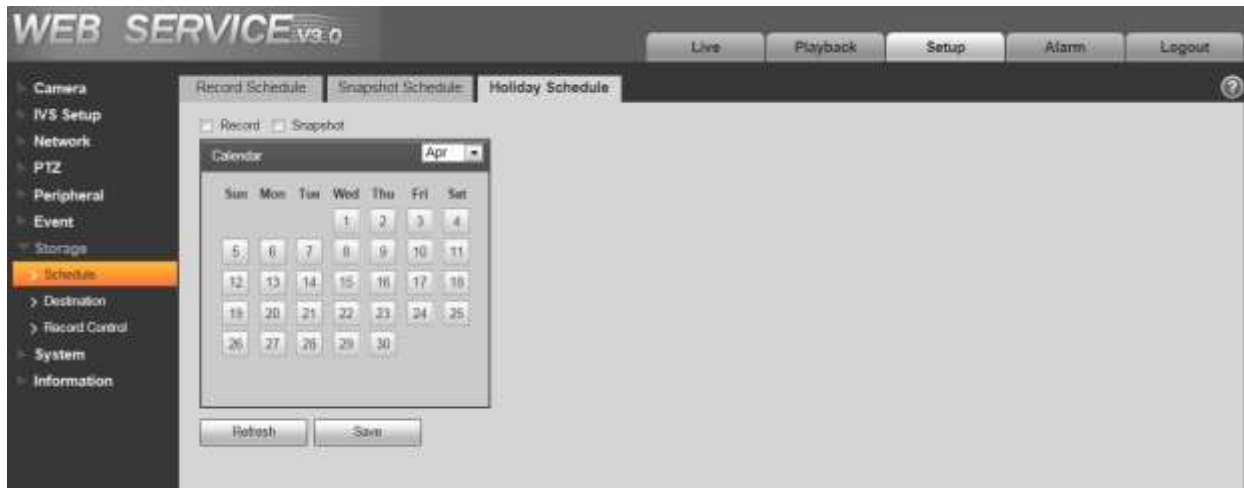 WEB SERVICE V3.0
Live Playback Setup Alarm Logout
Camera
IVS Setup
Network
PTZ
Peripheral
Event
Storage
Schedule
Destination
Record Control
System
Information
Record Schedule Snapshot Schedule Holiday Schedule
?
Record Snapshot
Calendar Apr
Sun Mon Tue Wed Thu Fri Sat
1 2 3 4
5 6 7 8 9 10 11
12 13 14 15 16 17 18
19 20 21 22 23 24 25
26 27 28 29 30
Refresh Save